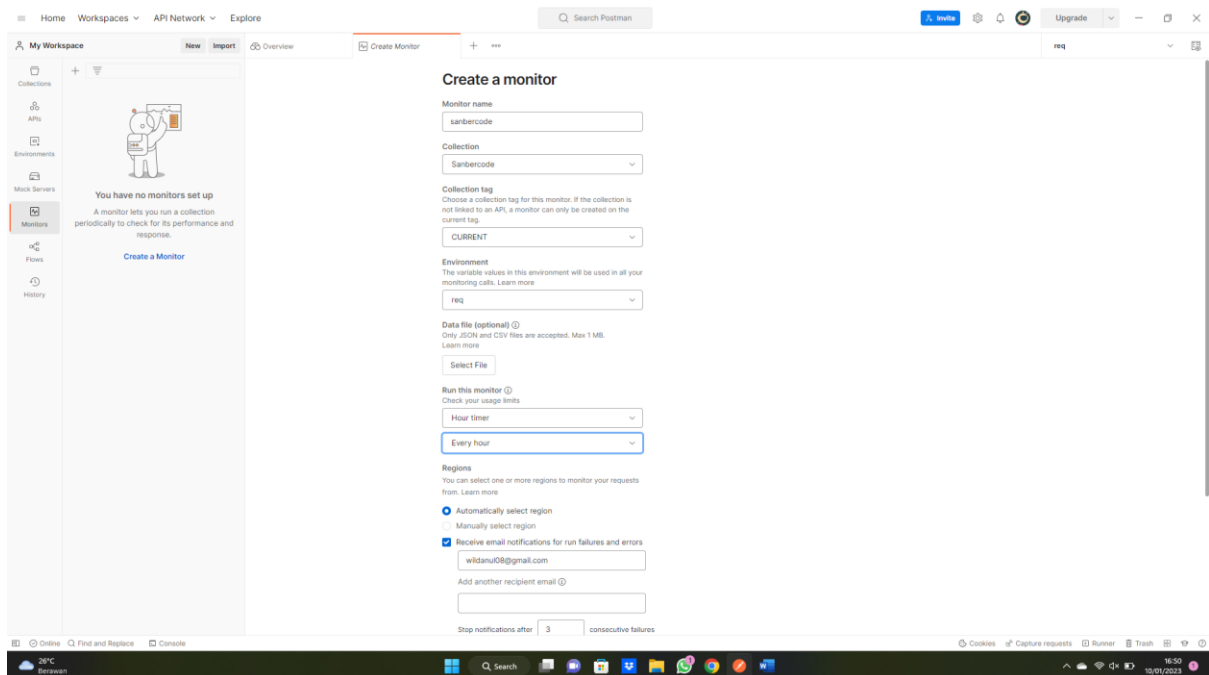 Home Workspaces API Network Explore
Search Postman
Invite
Upgrade
My Workspace
New Import
Overview
Create Monitor
req
Collections
APIs
Environments
Mock Servers
Monitors
Flows
History
You have no monitors set up
A monitor lets you run a collection
periodically to check for its performance and
response.
Create a Monitor
Create a monitor
Monitor name
sanbercode
Collection
Sanbercode
Collection tag
Choose a collection tag for this monitor. If the collection is
not linked to an API, a monitor can only be created on the
current tag.
CURRENT
Environment
The variable values in this environment will be used in all your
monitoring calls. Learn more
req
Data file (optional)
Only JSON and CSV files are accepted. Max 1 MB.
Learn more
Select File
Run this monitor
Check your usage limits
Hour timer
Every hour
Regions
You can select one or more regions to monitor your requests
from. Learn more
Automatically select region
Manually select region
Receive email notifications for run failures and errors
wildanul08@gmail.com
Add another recipient email
Stop notifications after 3 consecutive failures
Online Find and Replace Console
Cookies Capture requests Runner Trash
26°C
Berawan
Search
16:50
10/01/2023